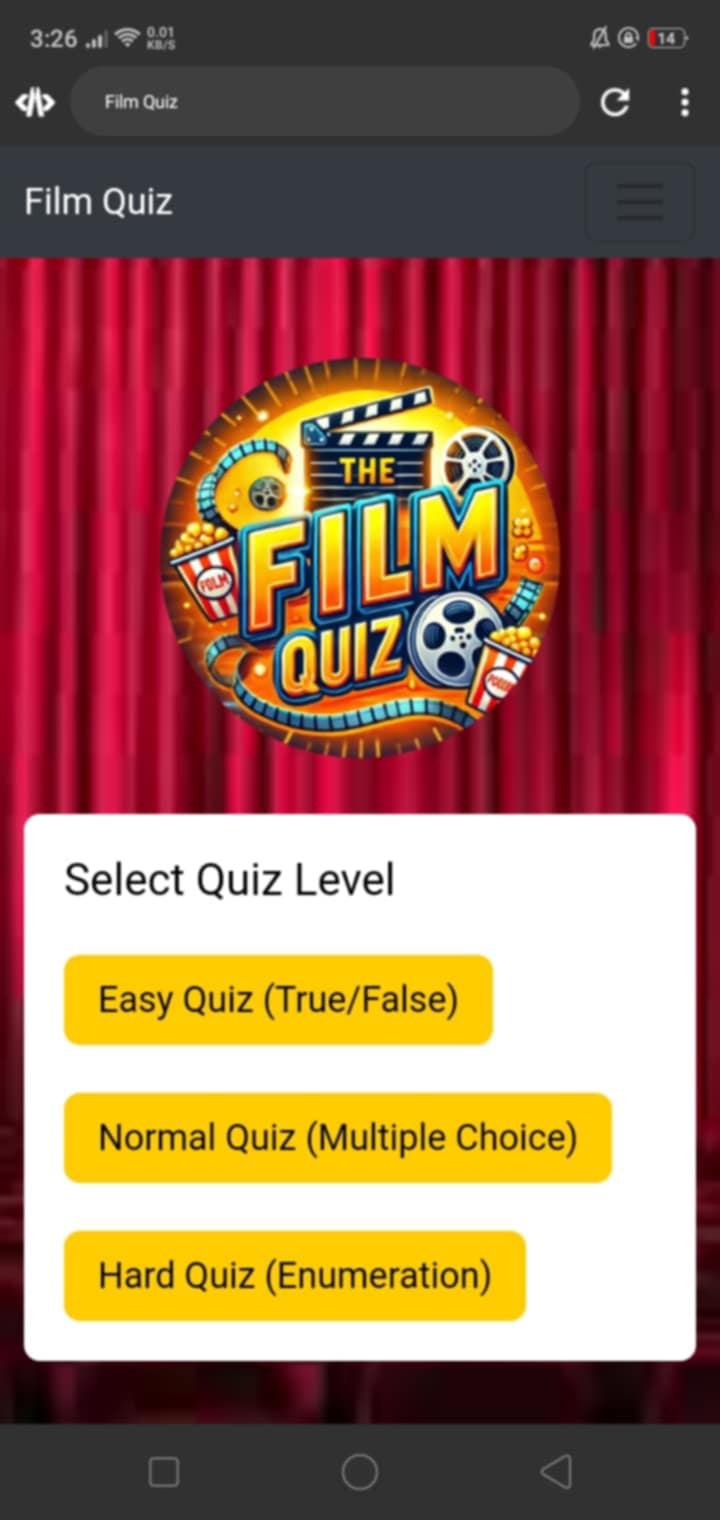 3:26
0.01
KB/S
14
Film Quiz
Film Quiz
THE
FILM
QUIZ
Select Quiz Level
Easy Quiz (True/False)
Normal Quiz (Multiple Choice)
Hard Quiz (Enumeration)